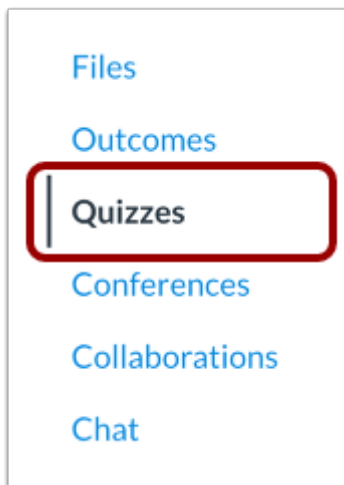 Files
Outcomes
Quizzes
Conferences
Collaborations
Chat